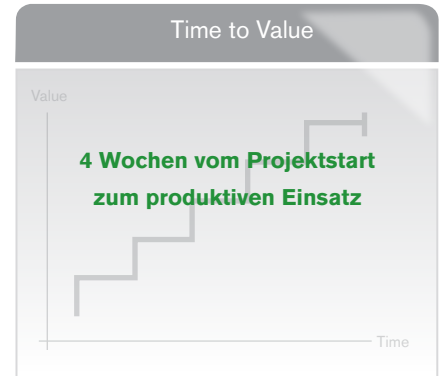 Time to Value
Value
4 Wochen vom Projektstart
zum produktiven Einsatz
Time